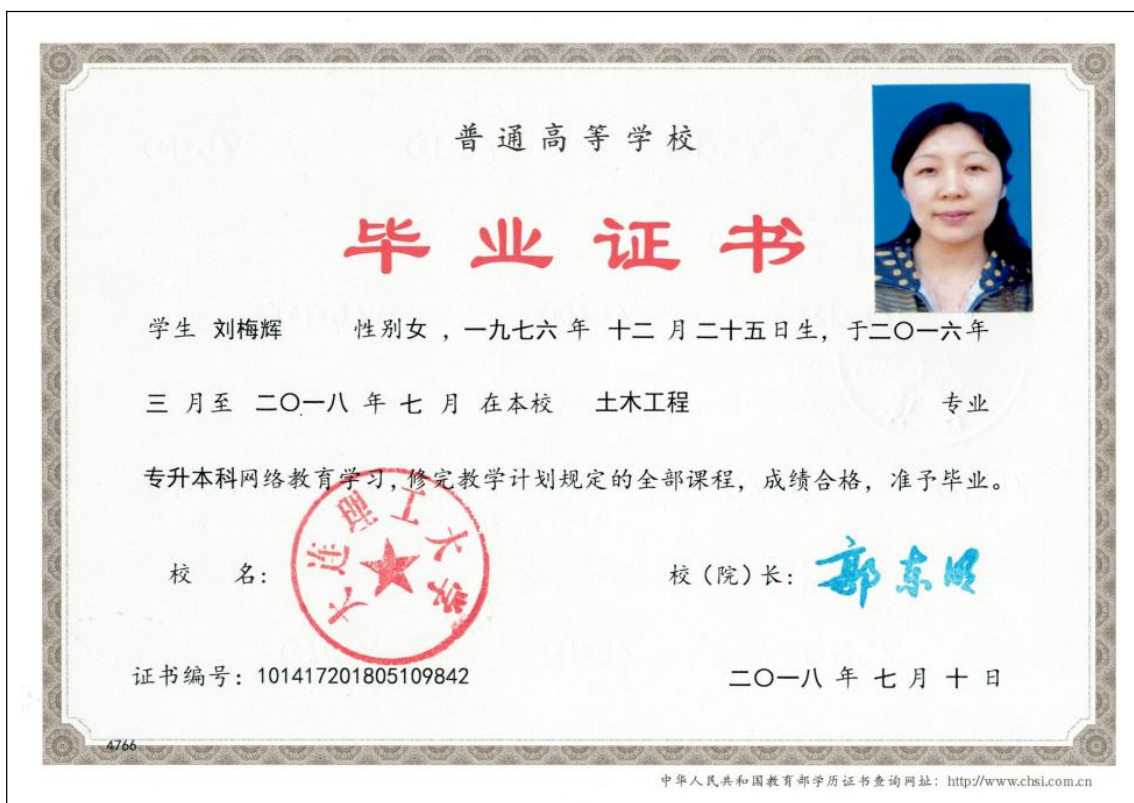 普通高等学校
毕业证书
学生 刘梅辉 性别女 ，一九七六 年 十二 月 二十五日生，于二〇一六年
三 月至 二〇一八 年 七 月 在本校 土木工程 专业
专升本科网络教育学习，修完教学计划规定的全部课程，成绩合格，准予毕业。
大连理工大学
校 名： 校（院）长： 郭东明
证书编号：101417201805109842 二〇一八 年 七 月 十 日
4766
中华人民共和国教育部学历证书查询网址：http://www.chsi.com.cn